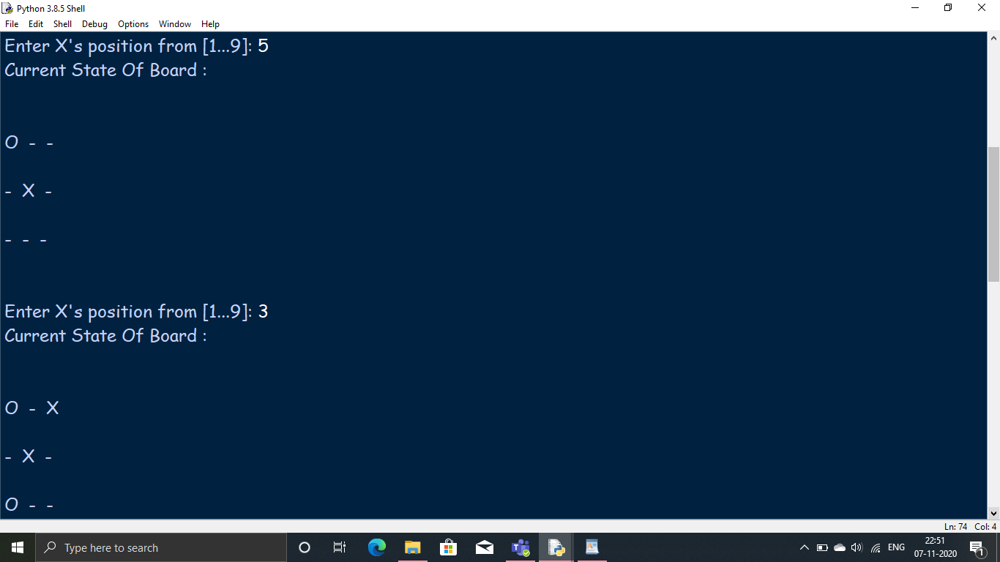 Python 3.8.5 Shell
File Edit Shell Debug Options Window Help
Enter X's position from [1...9]: 5
Current State Of Board :
O - -
- X -
- - -
Enter X's position from [1...9]: 3
Current State Of Board :
O - X
- X -
O - -
Ln: 74 Col: 4
Type here to search
ENG
22:51
07-11-2020
1